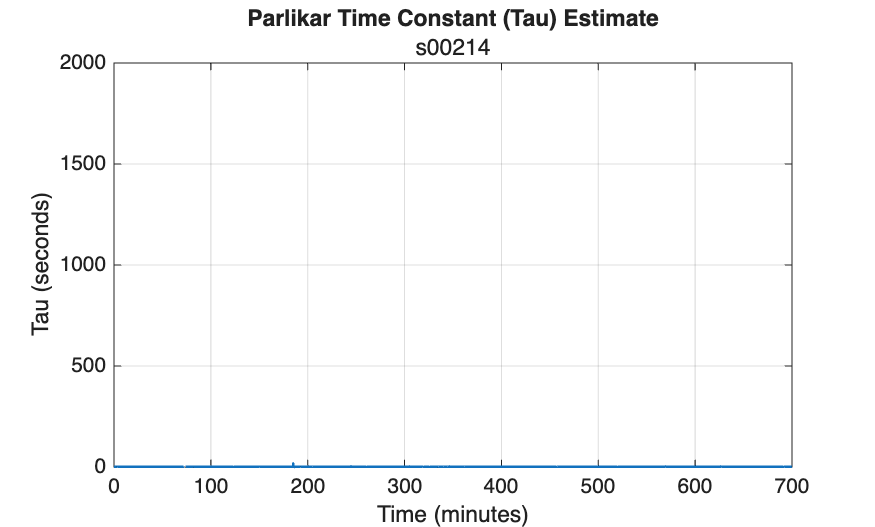 Parlikar Time Constant (Tau) Estimate
s00214
2000
1500
1000
500
0
Tau (seconds)
0 100 200 300 400 500 600 700
Time (minutes)